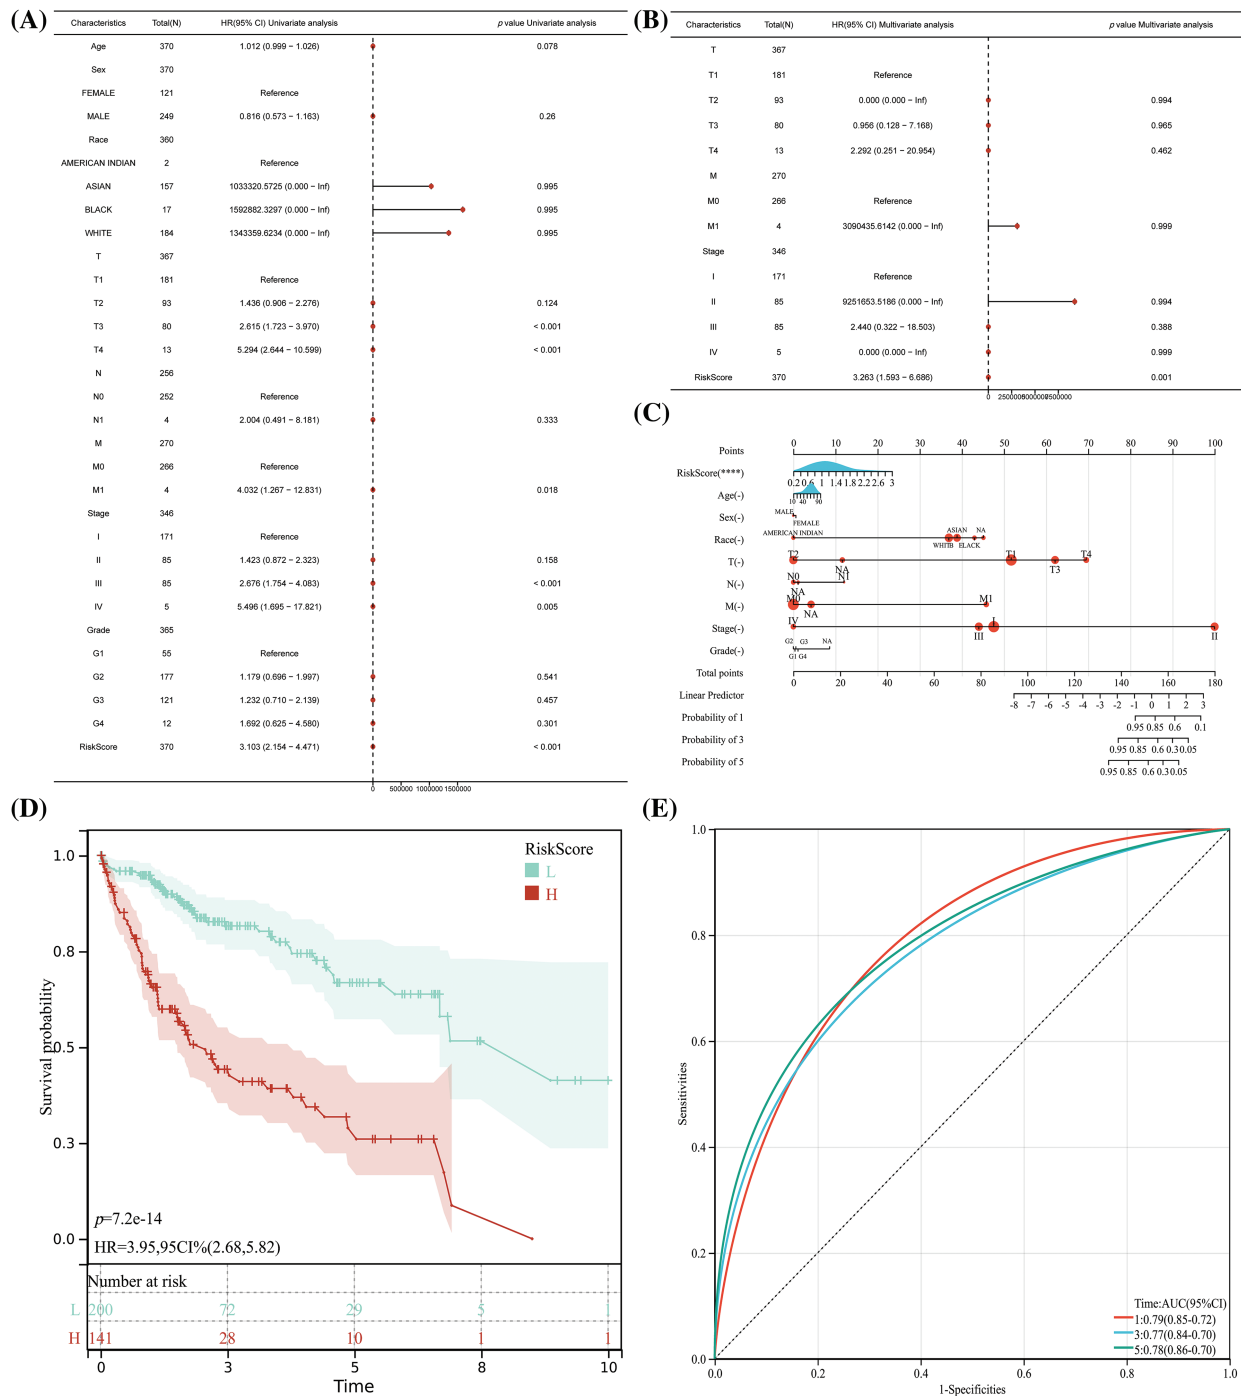 (A)
Characteristics Total(N) HR(95% CI) Univariate analysis p value Univariate analysis
Age 370 1.012 (0.999 − 1.026) 0.078
Sex 370
FEMALE 121 Reference
MALE 249 0.816 (0.573 − 1.163) 0.26
Race 360
AMERICAN INDIAN 2 Reference
ASIAN 157 1033320.5725 (0.000 − Inf) 0.995
BLACK 17 1592882.3297 (0.000 − Inf) 0.995
WHITE 184 1343359.6234 (0.000 − Inf) 0.995
T 367
T1 181 Reference
T2 93 1.436 (0.906 − 2.276) 0.124
T3 80 2.615 (1.723 − 3.970) < 0.001
T4 13 5.294 (2.644 − 10.599) < 0.001
N 256
N0 252 Reference
N1 4 2.004 (0.491 − 8.181) 0.333
M 270
M0 266 Reference
M1 4 4.032 (1.267 − 12.831) 0.018
Stage 346
I 171 Reference
II 85 1.423 (0.872 − 2.323) 0.158
III 85 2.676 (1.754 − 4.083) < 0.001
IV 5 5.496 (1.695 − 17.821) 0.005
Grade 365
G1 55 Reference
G2 177 1.179 (0.696 − 1.997) 0.541
G3 121 1.232 (0.710 − 2.139) 0.457
G4 12 1.692 (0.625 − 4.580) 0.301
RiskScore 370 3.103 (2.154 − 4.471) < 0.001
0 500000 1000000 1500000
(B)
Characteristics Total(N) HR(95% CI) Multivariate analysis p value Multivariate analysis
T 367
T1 181 Reference
T2 93 0.000 (0.000 − Inf) 0.994
T3 80 0.956 (0.128 − 7.168) 0.965
T4 13 2.292 (0.251 − 20.954) 0.462
M 270
M0 266 Reference
M1 4 3090435.6142 (0.000 − Inf) 0.999
Stage 346
I 171 Reference
II 85 9251653.5186 (0.000 − Inf) 0.994
III 85 2.440 (0.322 − 18.503) 0.388
IV 5 0.000 (0.000 − Inf) 0.999
RiskScore 370 3.263 (1.593 − 6.686) 0.001
0 2500000 5000000 7500000
(C)
Points 0 10 20 30 40 50 60 70 80 90 100
RiskScore(****)
0.2 0.6 1 1.4 1.8 2.2 2.6 3
Age(-)
10 40 90
Sex(-) MALE
FEMALE
Race(-) AMERICAN INDIAN ASIAN NA
WHITE BLACK
T(-) T2 T1 T4
NA T3
N(-) N0 N1
NA
M(-) M0 M1
NA
Stage(-) IV I
III II
Grade(-) G2 G3 NA
G1 G4
Total points 0 20 40 60 80 100 120 140 160 180
Linear Predictor
-8 -7 -6 -5 -4 -3 -2 -1 0 1 2 3
Probability of 1
0.95 0.85 0.6 0.1
Probability of 3
0.95 0.85 0.6 0.3 0.05
Probability of 5
0.95 0.85 0.6 0.3 0.05
(D)
RiskScore
L
H
1.0
0.8
0.5
0.3
0.0
Survival probability
p=7.2e-14
HR=3.95,95CI%(2.68,5.82)
Number at risk
L 200 72 29 5 1
H 141 28 10 1 1
0 3 5 8 10
Time
(E)
1.0
0.8
0.6
0.4
0.2
0.0
Sensitivities
Time:AUC(95%CI)
1:0.79(0.85-0.72)
3:0.77(0.84-0.70)
5:0.78(0.86-0.70)
0.0 0.2 0.4 0.6 0.8 1.0
1-Specificities